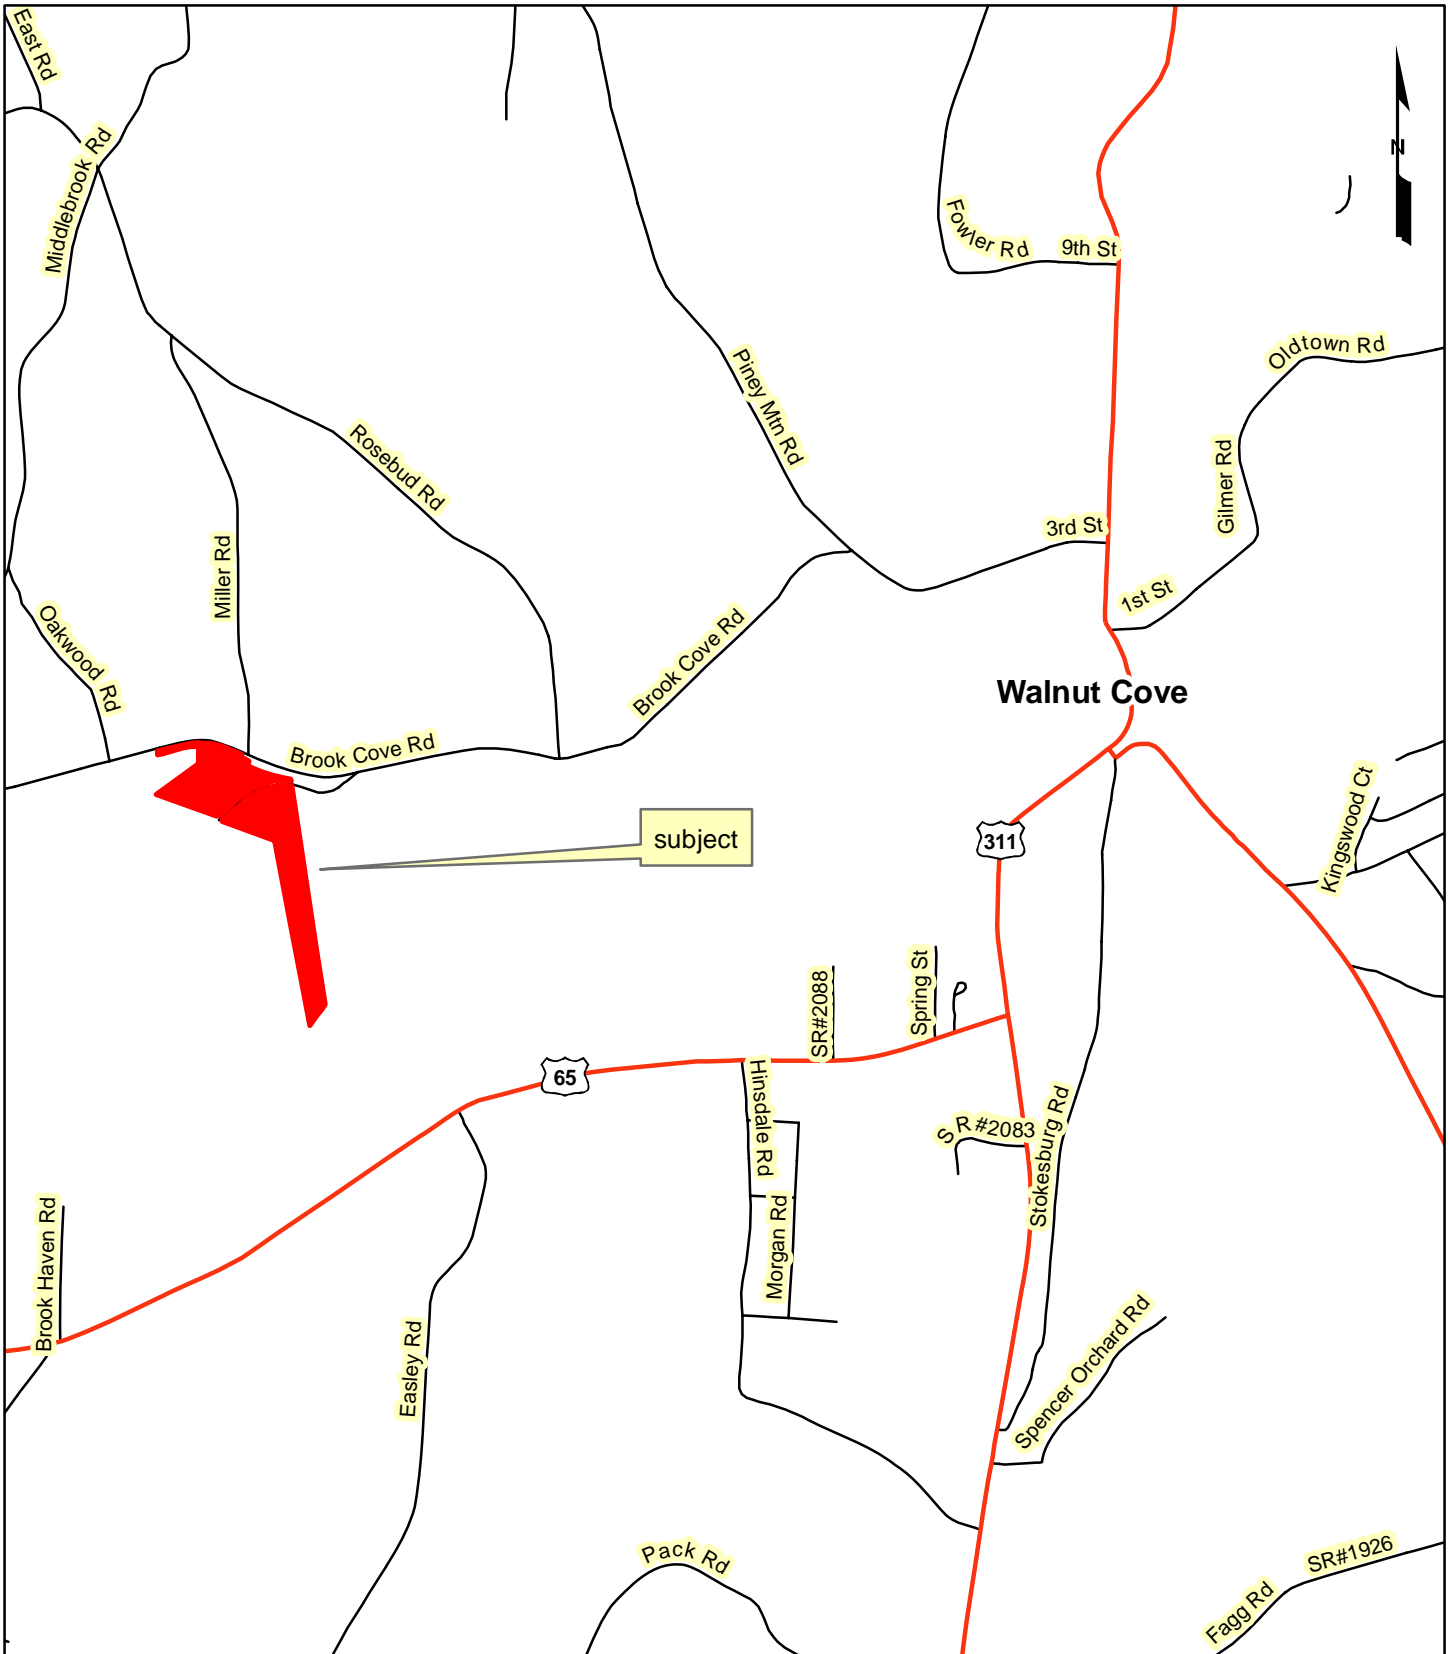 East Rd
Middlebrook Rd
N
Fowler Rd
9th St
Oldtown Rd
Piney Mtn Rd
Rosebud Rd
Gilmer Rd
3rd St
Miller Rd
1st St
Oakwood Rd
Brook Cove Rd
Walnut Cove
Brook Cove Rd
Kingswood Ct
subject
311
Spring St
SR#2088
65
Hinsdale Rd
SR#2083
Stokesburg Rd
Brook Haven Rd
Morgan Rd
Easley Rd
Spencer Orchard Rd
Pack Rd
SR#1926
Fagg Rd